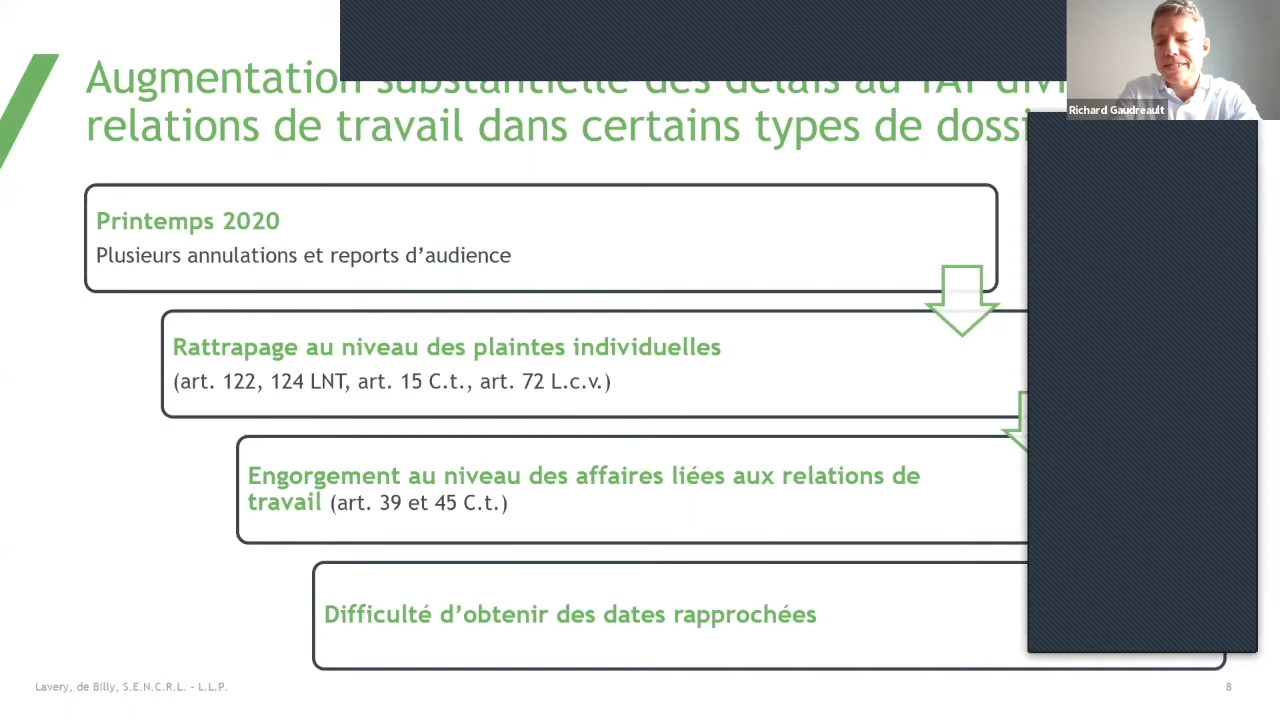 Augmentation substantielle des délais au TAT
relations de travail dans certains types de
Richard Gaudreault
Printemps 2020
Plusieurs annulations et reports d’audience
Rattrapage au niveau des plaintes individuelles
(art. 122, 124 LNT, art. 15 C.t., art. 72 L.c.v.)
Engorgement au niveau des affaires liées aux relations de
travail (art. 39 et 45 C.t.)
Difficulté d’obtenir des dates rapprochées
Lavery, de Billy, S.E.N.C.R.L. - L.L.P.
8